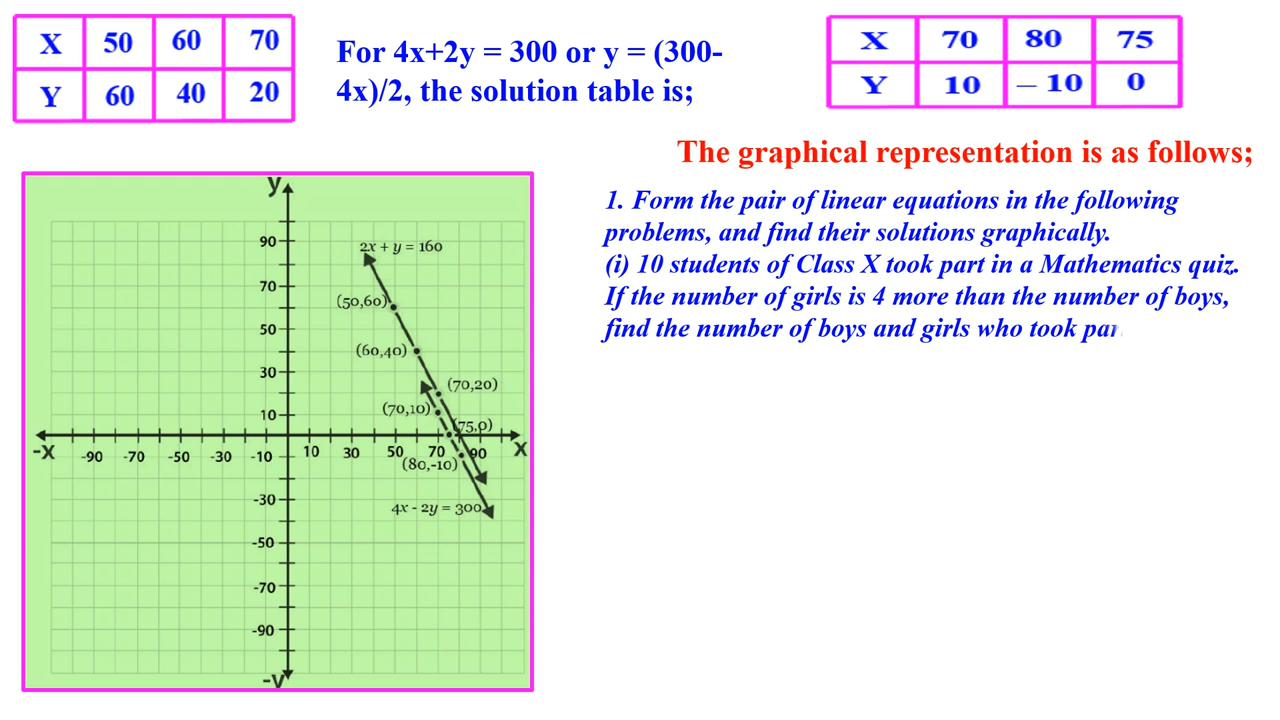 X 50 60 70
Y 60 40 20
For 4x+2y = 300 or y = (300-
4x)/2, the solution table is;
X 70 80 75
Y 10 – 10 0
The graphical representation is as follows;
1. Form the pair of linear equations in the following
problems, and find their solutions graphically.
(i) 10 students of Class X took part in a Mathematics quiz.
If the number of girls is 4 more than the number of boys,
find the number of boys and girls who took par
y
90
2x + y = 160
70
(50,60)
50
(60,40)
30
(70,20)
(70,10)
10
(75,0)
-X -90 -70 -50 -30 -10 10 30 50 70 90 X
(80,-10)
-30
4x - 2y = 300
-50
-70
-90
-y